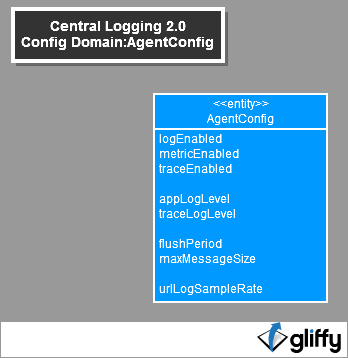 Central Logging 2.0
Config Domain:AgentConfig
<<entity>>
AgentConfig
logEnabled
metricEnabled
traceEnabled
appLogLevel
traceLogLevel
flushPeriod
maxMessageSize
urlLogSampleRate
gliffy